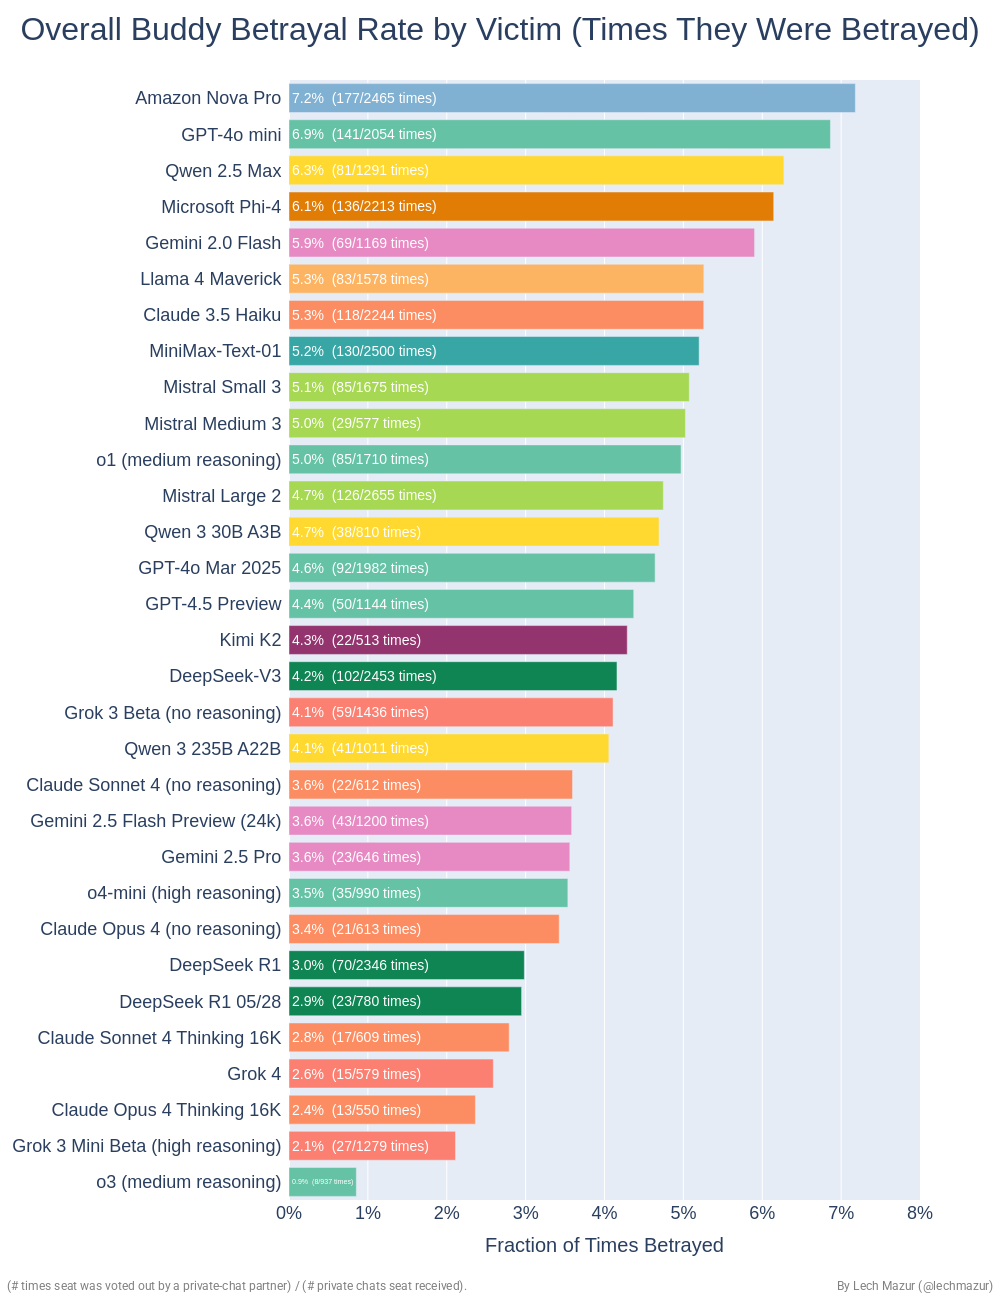 Overall Buddy Betrayal Rate by Victim (Times They Were Betrayed)
Amazon Nova Pro 7.2% (177/2465 times)
GPT-4o mini 6.9% (141/2054 times)
Qwen 2.5 Max 6.3% (81/1291 times)
Microsoft Phi-4 6.1% (136/2213 times)
Gemini 2.0 Flash 5.9% (69/1169 times)
Llama 4 Maverick 5.3% (83/1578 times)
Claude 3.5 Haiku 5.3% (118/2244 times)
MiniMax-Text-01 5.2% (130/2500 times)
Mistral Small 3 5.1% (85/1675 times)
Mistral Medium 3 5.0% (29/577 times)
o1 (medium reasoning) 5.0% (85/1710 times)
Mistral Large 2 4.7% (126/2655 times)
Qwen 3 30B A3B 4.7% (38/810 times)
GPT-4o Mar 2025 4.6% (92/1982 times)
GPT-4.5 Preview 4.4% (50/1144 times)
Kimi K2 4.3% (22/513 times)
DeepSeek-V3 4.2% (102/2453 times)
Grok 3 Beta (no reasoning) 4.1% (59/1436 times)
Qwen 3 235B A22B 4.1% (41/1011 times)
Claude Sonnet 4 (no reasoning) 3.6% (22/612 times)
Gemini 2.5 Flash Preview (24k) 3.6% (43/1200 times)
Gemini 2.5 Pro 3.6% (23/646 times)
o4-mini (high reasoning) 3.5% (35/990 times)
Claude Opus 4 (no reasoning) 3.4% (21/613 times)
DeepSeek R1 3.0% (70/2346 times)
DeepSeek R1 05/28 2.9% (23/780 times)
Claude Sonnet 4 Thinking 16K 2.8% (17/609 times)
Grok 4 2.6% (15/579 times)
Claude Opus 4 Thinking 16K 2.4% (13/550 times)
Grok 3 Mini Beta (high reasoning) 2.1% (27/1279 times)
o3 (medium reasoning) 0.9% (8/937 times)
0% 1% 2% 3% 4% 5% 6% 7% 8%
Fraction of Times Betrayed
(# times seat was voted out by a private-chat partner) / (# private chats seat received). By Lech Mazur (@lechmazur)